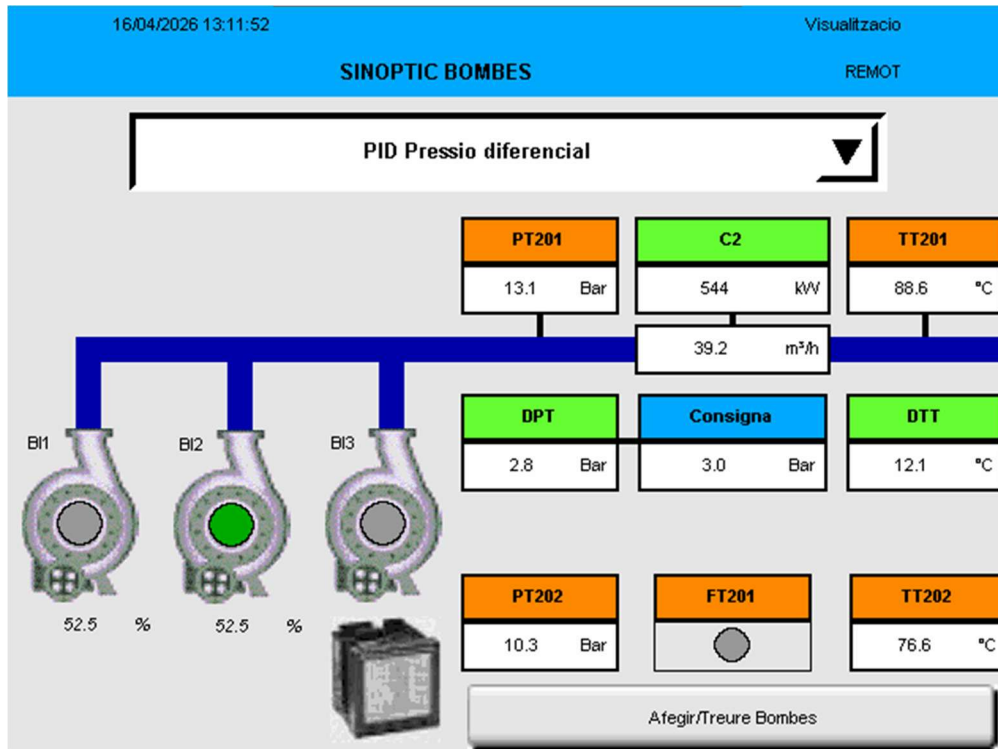 16/04/2026 13:11:52 Visualitzacio
SINOPTIC BOMBES REMOT
PID Pressio diferencial
PT201 C2 TT201
13.1 Bar 544 kW 88.6 °C
39.2 m³/h
DPT Consigna DTT
BI1 BI2 BI3
2.8 Bar 3.0 Bar 12.1 °C
PT202 FT201 TT202
52.5 % 52.5 %
10.3 Bar 76.6 °C
Afegir/Treure Bombes